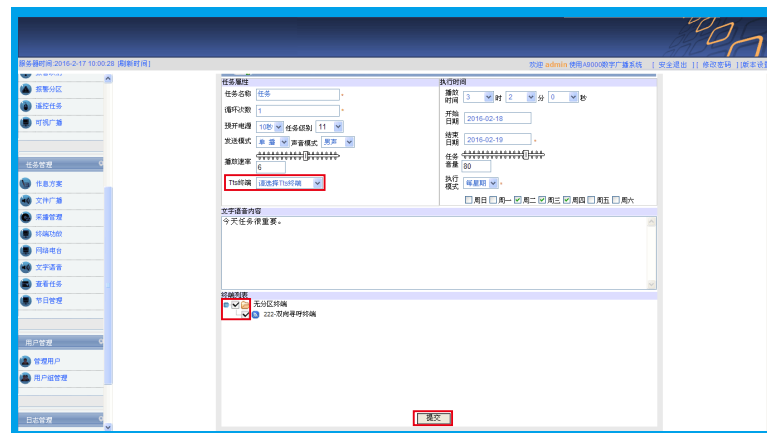 服务器时间:2016-2-17 10:00:28 [刷新时间]
欢迎 admin 使用A8000数字广播系统 [ 安全退出 ][ 修改密码 ][版本设
报警分区
遥控任务
可视广播
任务管理
作息方案
文件广播
采播管理
终端功放
网络电台
文字语音
查看任务
节目管理
用户管理
管理用户
用户组管理
日志管理
任务属性
任务名称 任务 *
循环次数 1 *
预开电源 10秒 任务级别 11
发送模式 单 播 声音模式 男声
播放速率 6
Tts终端 请选择Tts终端
执行时间
播放时间 3 时 2 分 0 秒
开始日期 2016-02-18
结束日期 2016-02-19 *
任务音量 80
执行模式 每星期 *
周日 周一 周二 周三 周四 周五 周六
文字语音内容
今天任务很重要。
终端列表
无分区终端
222-双向寻呼终端
提交